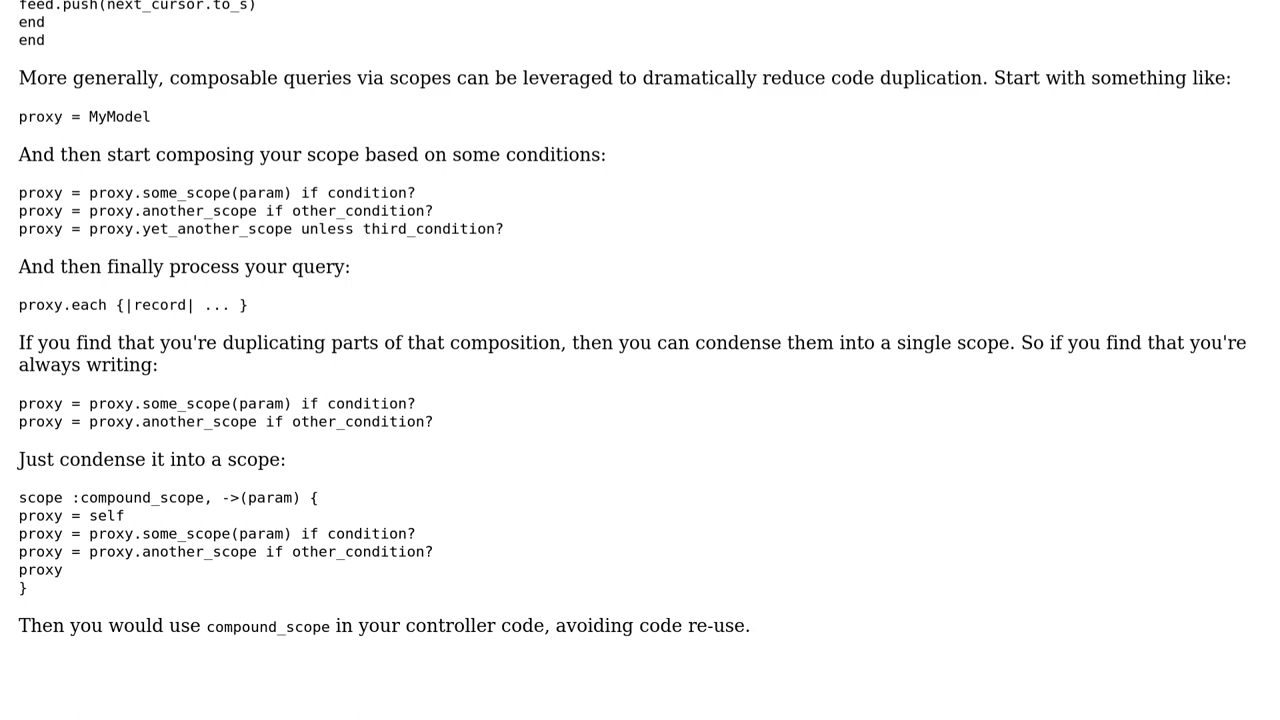 feed.push(next_cursor.to_s)
end
end
More generally, composable queries via scopes can be leveraged to dramatically reduce code duplication. Start with something like:
proxy = MyModel
And then start composing your scope based on some conditions:
proxy = proxy.some_scope(param) if condition?
proxy = proxy.another_scope if other_condition?
proxy = proxy.yet_another_scope unless third_condition?
And then finally process your query:
proxy.each {|record| ... }
If you find that you're duplicating parts of that composition, then you can condense them into a single scope. So if you find that you're
always writing:
proxy = proxy.some_scope(param) if condition?
proxy = proxy.another_scope if other_condition?
Just condense it into a scope:
scope :compound_scope, ->(param) {
proxy = self
proxy = proxy.some_scope(param) if condition?
proxy = proxy.another_scope if other_condition?
proxy
}
Then you would use compound_scope in your controller code, avoiding code re-use.